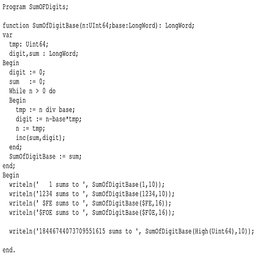 Program SumOFDigits;

function SumOfDigitBase(n:UInt64;base:LongWord): LongWord;
var
  tmp: Uint64;
  digit,sum : LongWord;
Begin
  digit := 0;
  sum   := 0;
  While n > 0 do
  Begin
    tmp := n div base;
    digit := n-base*tmp;
    n := tmp;
    inc(sum,digit);
  end;
  SumOfDigitBase := sum;
end;
Begin
  writeln('   1 sums to ', SumOfDigitBase(1,10));
  writeln('1234 sums to ', SumOfDigitBase(1234,10));
  writeln(' $FE sums to ', SumOfDigitBase($FE,16));
  writeln('$FOE sums to ', SumOfDigitBase($F0E,16));

  writeln('18446744073709551615 sums to ', SumOfDigitBase(High(Uint64),10));

end.